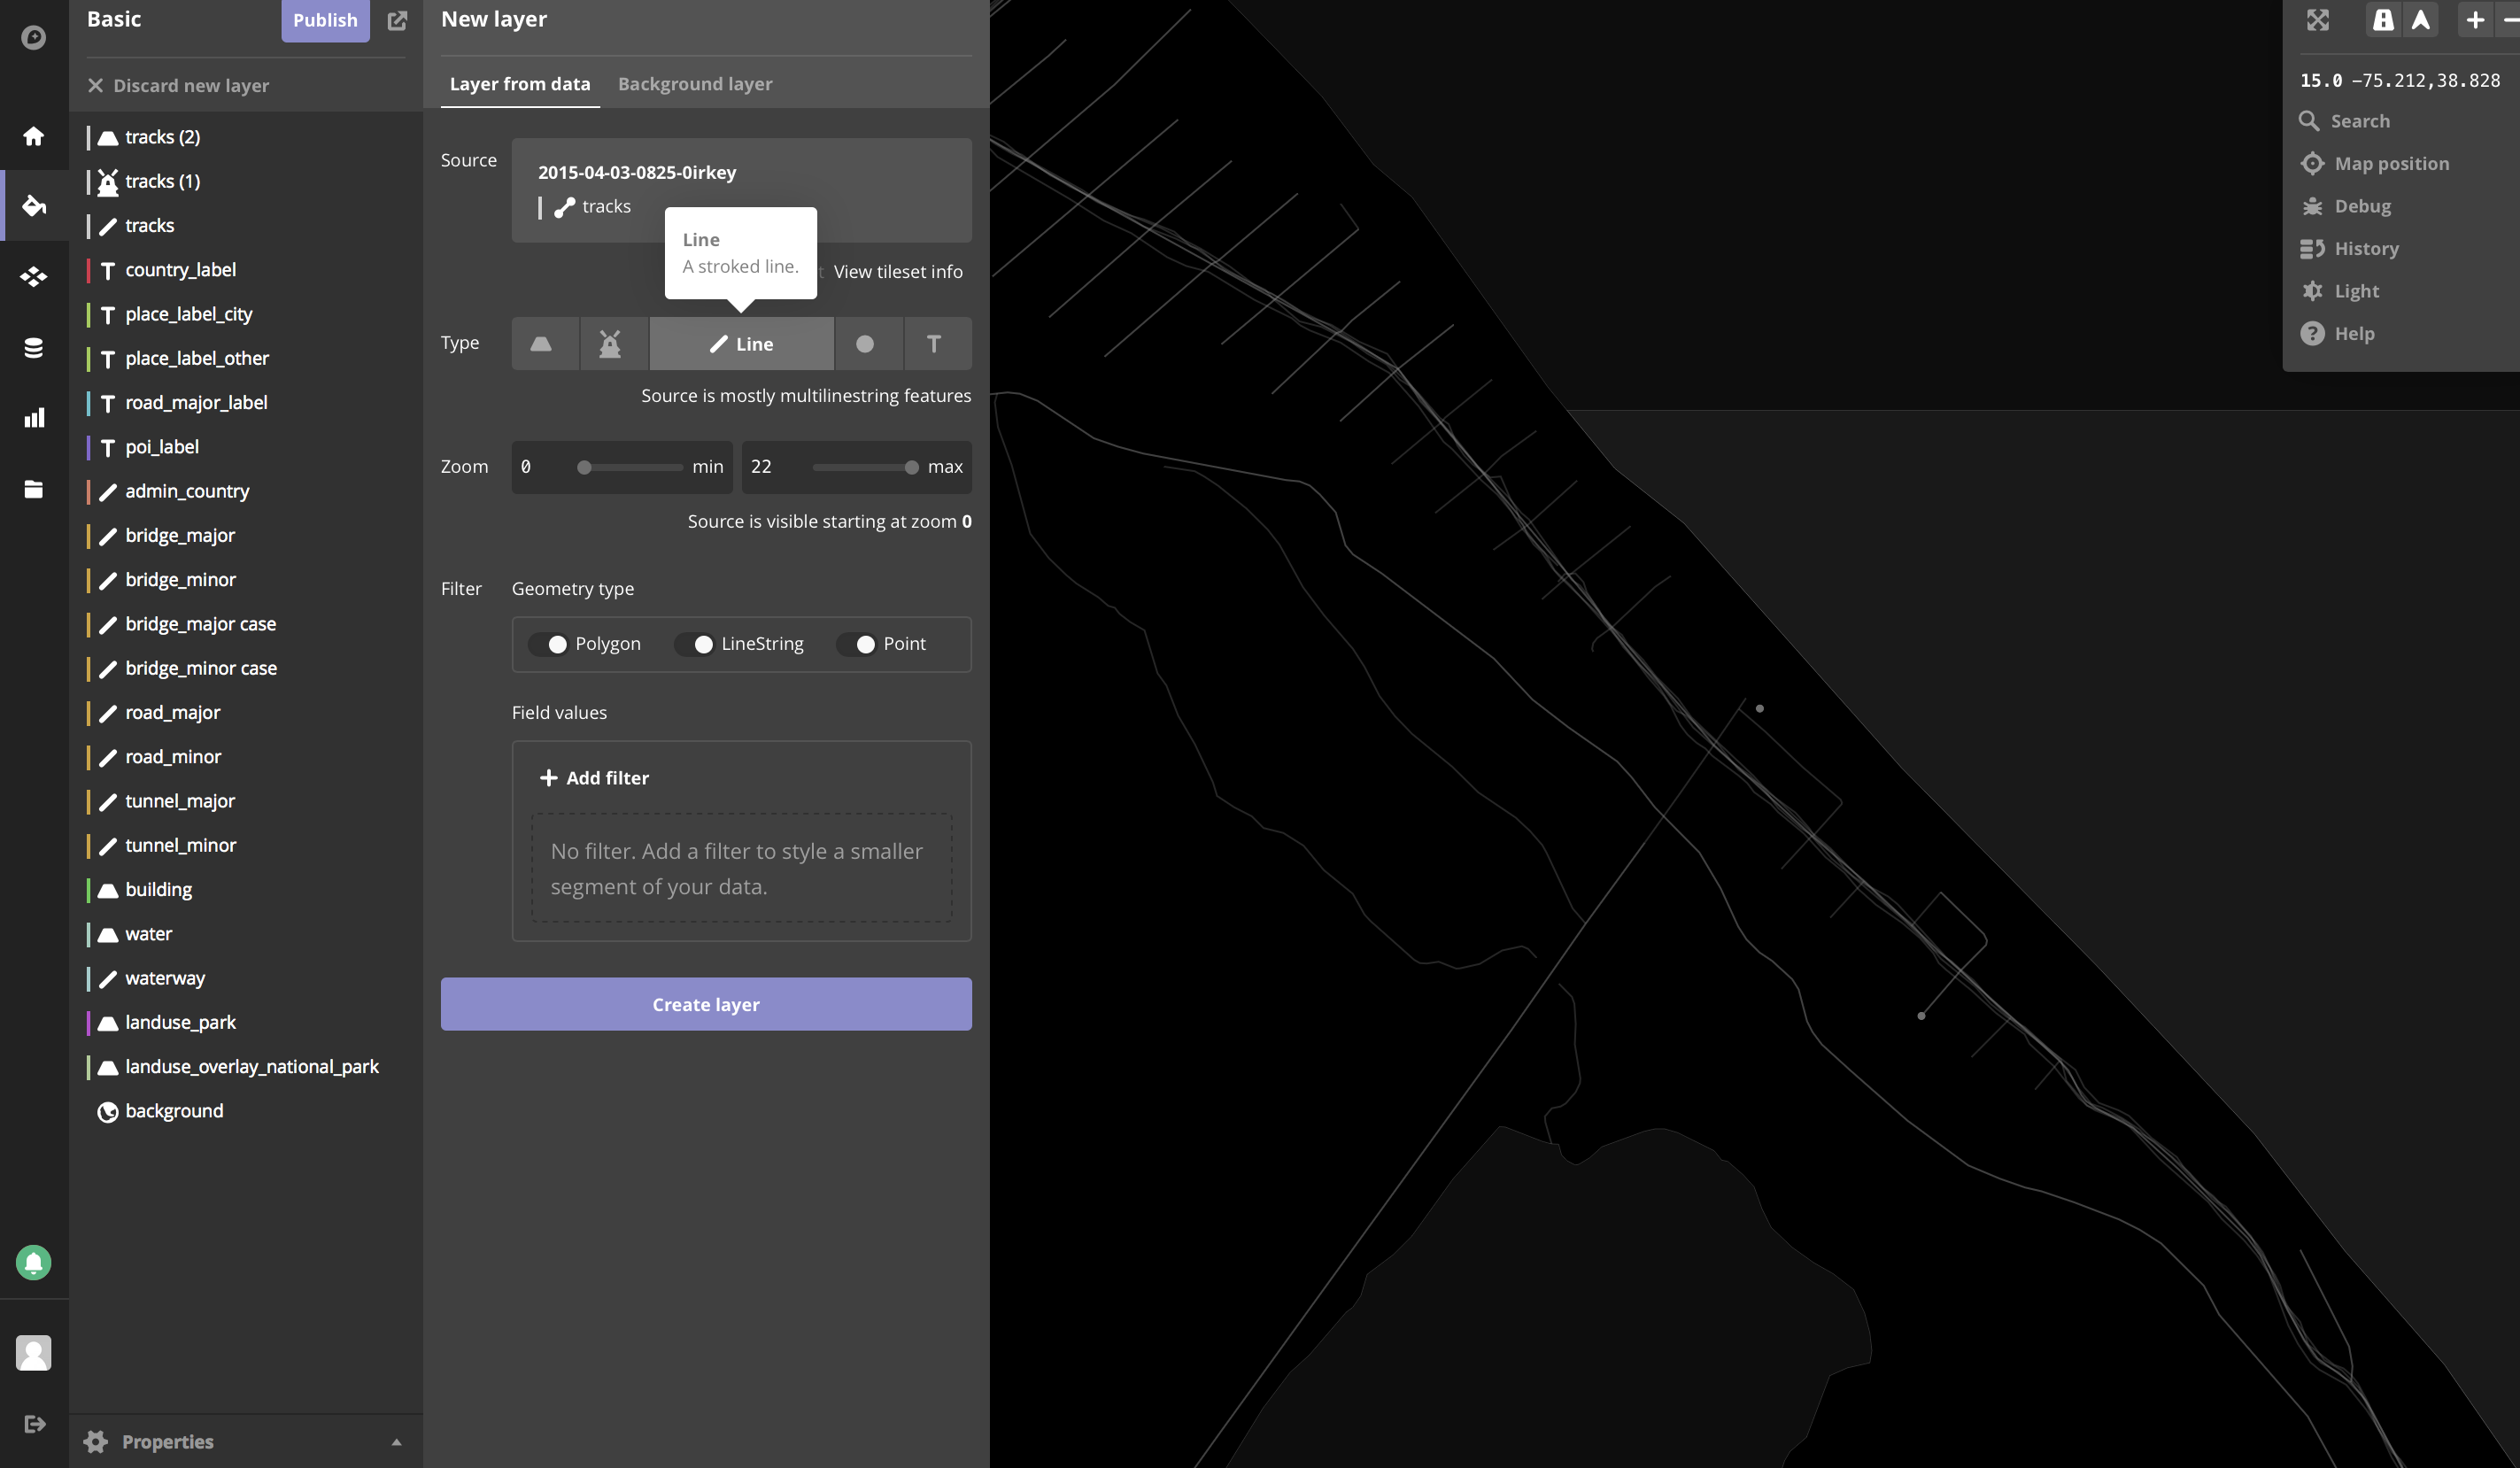 Basic
Publish
Discard new layer
tracks (2)
tracks (1)
tracks
country_label
place_label_city
place_label_other
road_major_label
poi_label
admin_country
bridge_major
bridge_minor
bridge_major case
bridge_minor case
road_major
road_minor
tunnel_major
tunnel_minor
building
water
waterway
landuse_park
landuse_overlay_national_park
background
Properties
New layer
Layer from data Background layer
Source
2015-04-03-0825-0irkey
tracks
Line
A stroked line.
t View tileset info
Type
Line
T
Source is mostly multilinestring features
Zoom 0 min 22 max
Source is visible starting at zoom 0
Filter Geometry type
Polygon LineString Point
Field values
+ Add filter
No filter. Add a filter to style a smaller
segment of your data.
Create layer
15.0 −75.212,38.828
Search
Map position
Debug
History
Light
Help